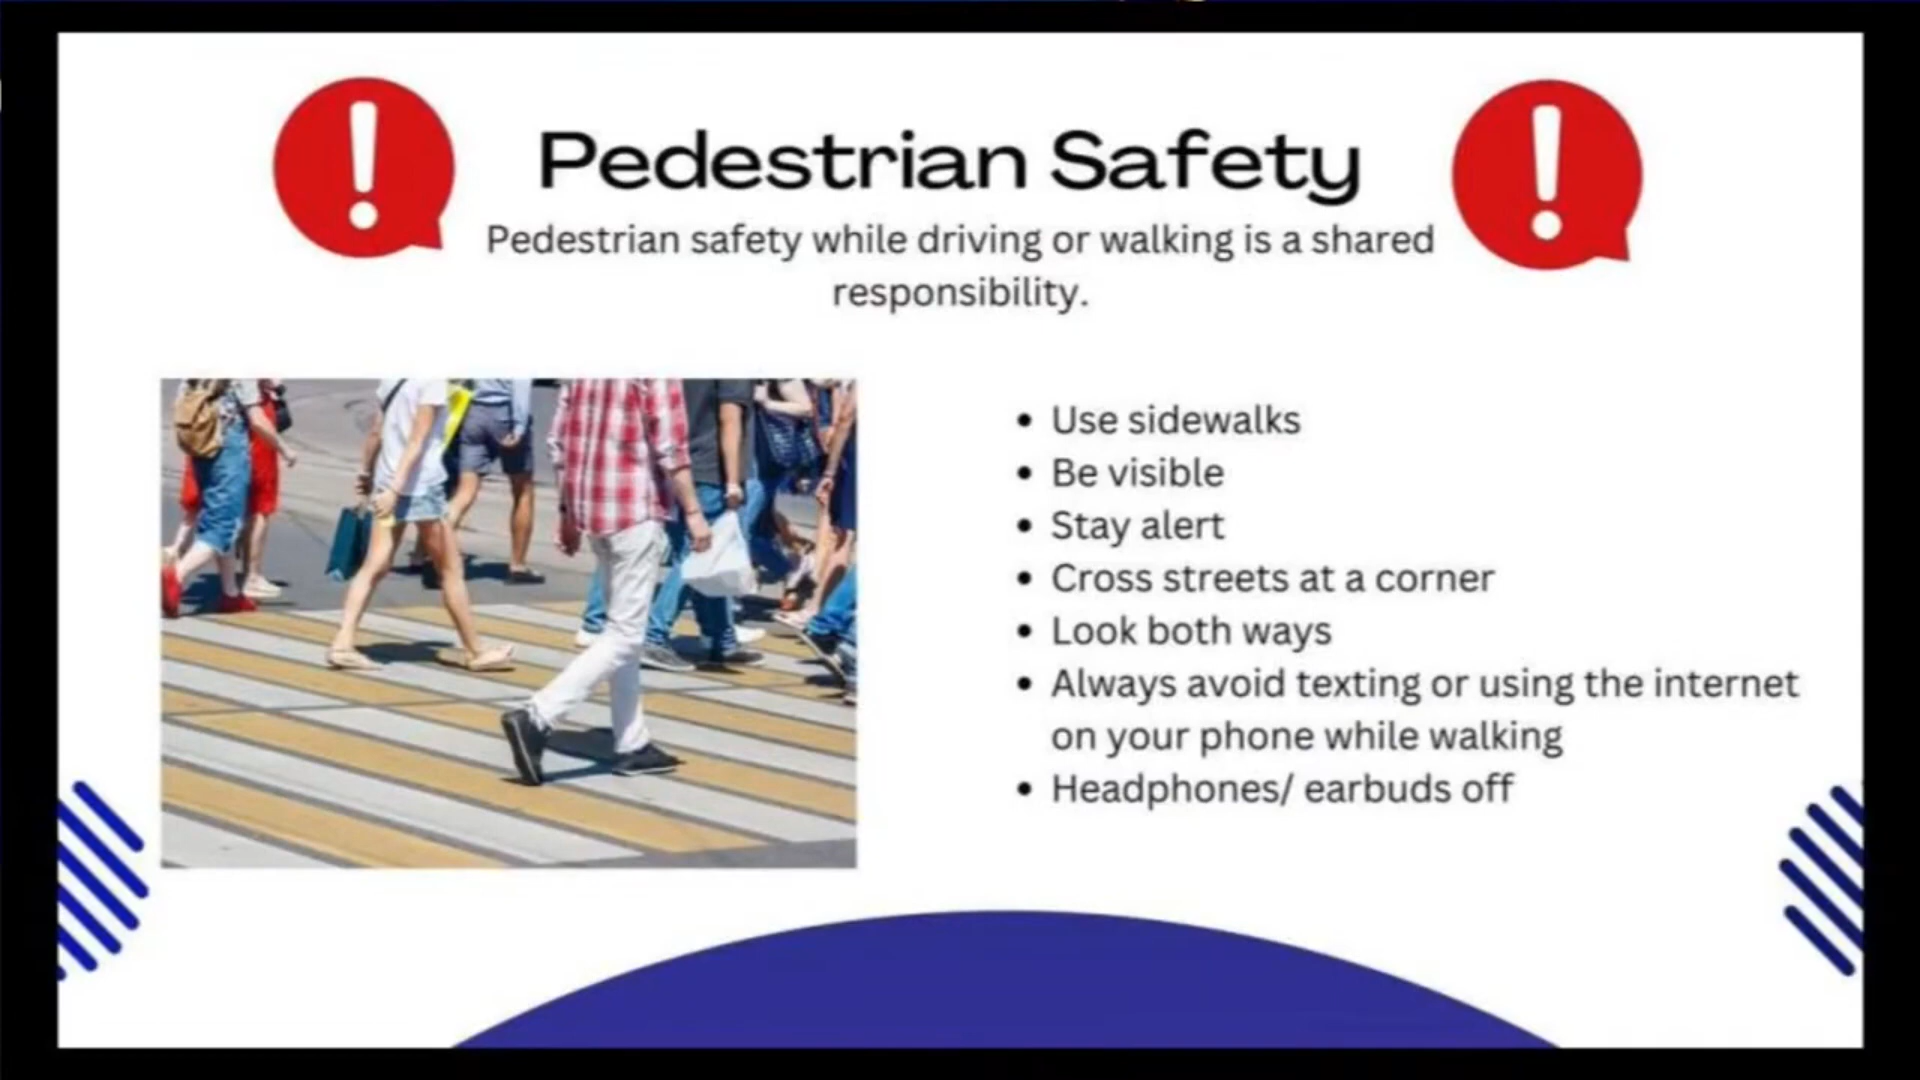 Pedestrian Safety
Pedestrian safety while driving or walking is a shared
responsibility.
• Use sidewalks
• Be visible
• Stay alert
• Cross streets at a corner
• Look both ways
• Always avoid texting or using the internet
on your phone while walking
• Headphones/ earbuds off